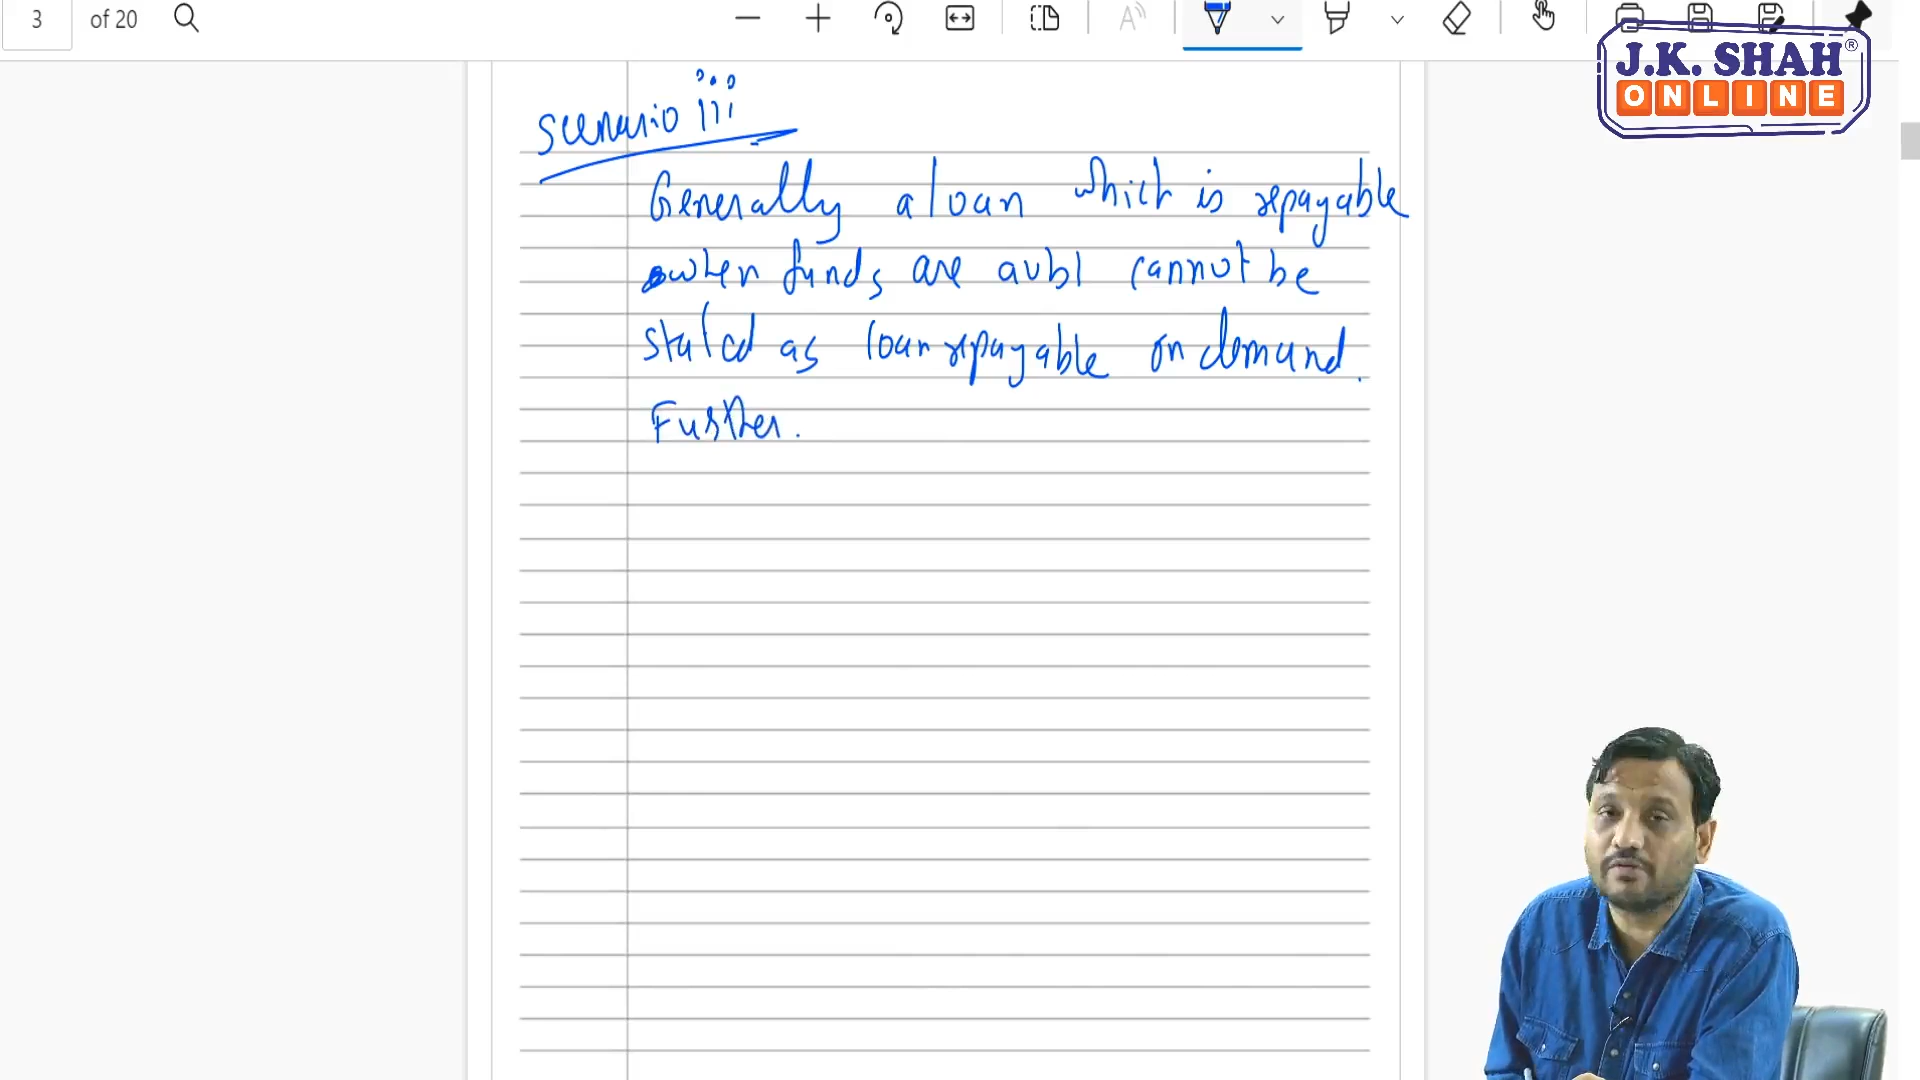 3 of 20
J.K. SHAH®
ONLINE
Scenario iii
Generally a loan which is repayable
when funds are avbl cannot be
stated as loan repayable on demand.
Further.